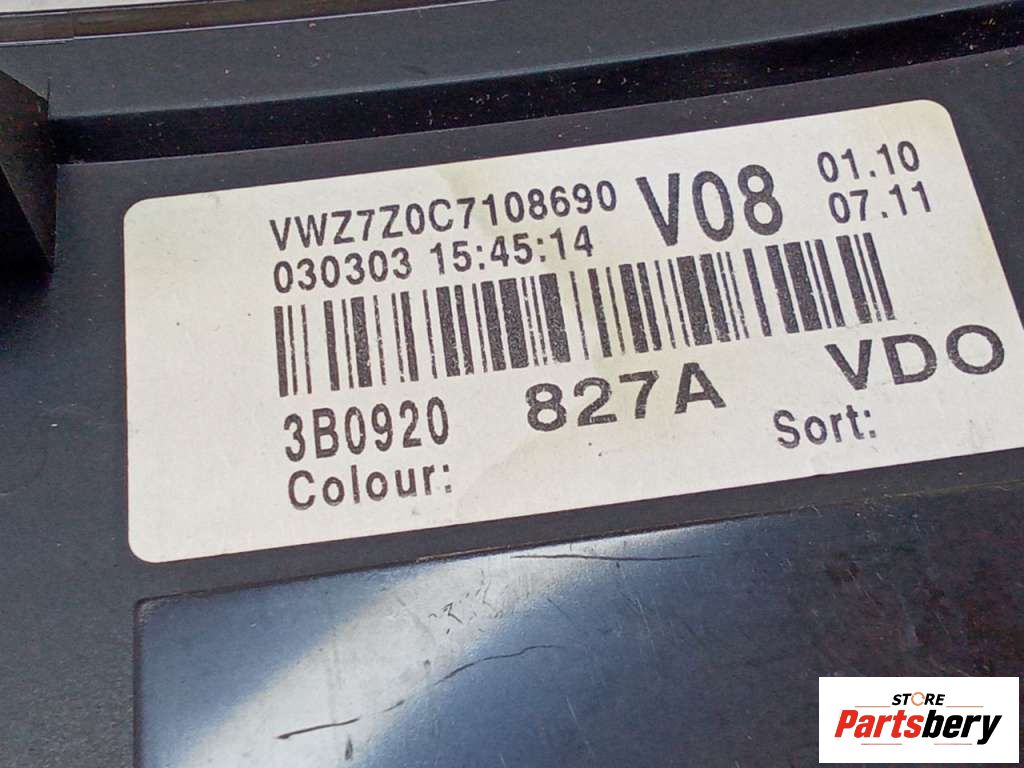 VWZ7Z0C7108690 V08 01.10
030303 15:45:14 07.11
3B0920 827A VDO
Colour: Sort:
STORE
Partsbery